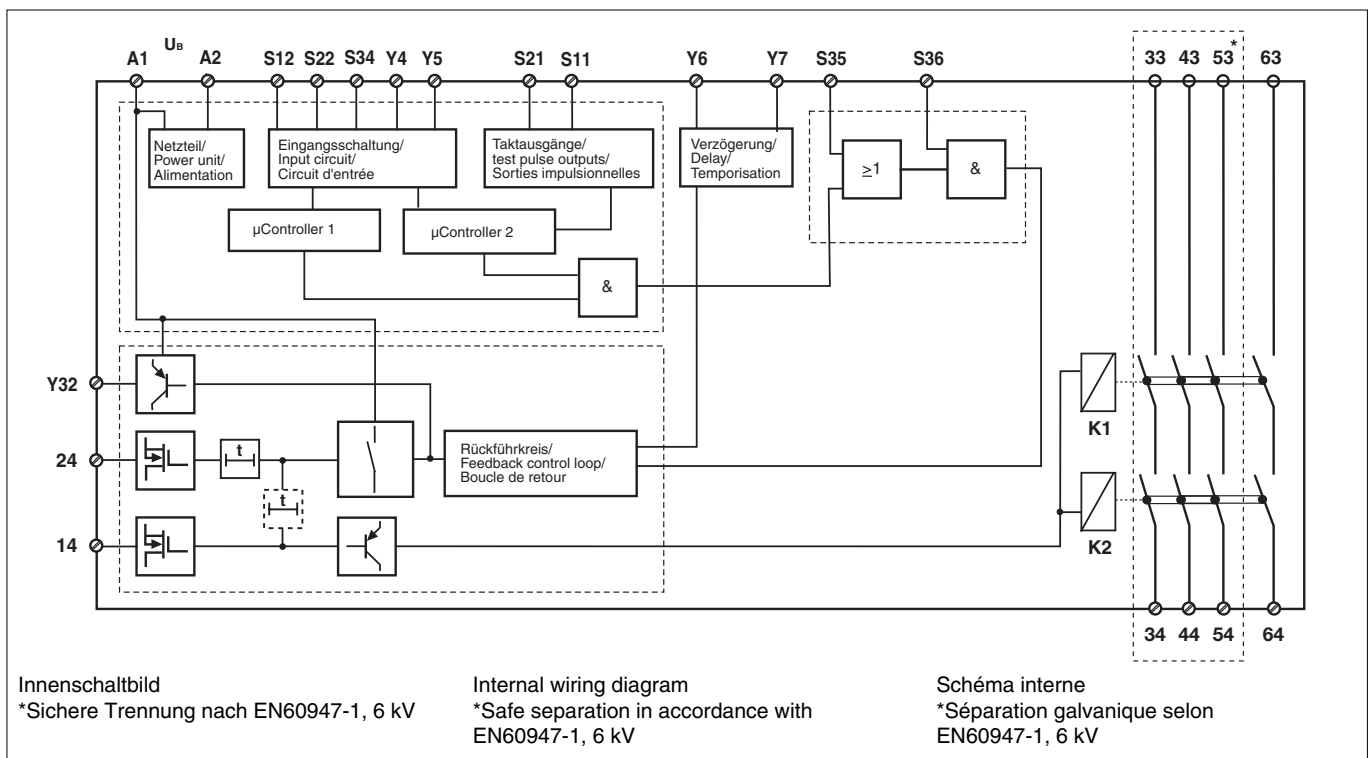 UB
A1 A2 S12 S22 S34 Y4 Y5 S21 S11 Y6 Y7 S35 S36 33 43 53* 63
Netzteil/
Power unit/
Alimentation
Eingangsschaltung/
Input circuit/
Circuit d'entrée
Taktausgänge/
test pulse outputs/
Sorties impulsionnelles
Verzögerung/
Delay/
Temporisation
≥1
&
µController 1
µController 2
&
Y32
24
t
t
14
Rückführkreis/
Feedback control loop/
Boucle de retour
K1
K2
34 44 54 64
Innenschaltbild
*Sichere Trennung nach EN60947-1, 6 kV
Internal wiring diagram
*Safe separation in accordance with
EN60947-1, 6 kV
Schéma interne
*Séparation galvanique selon
EN60947-1, 6 kV